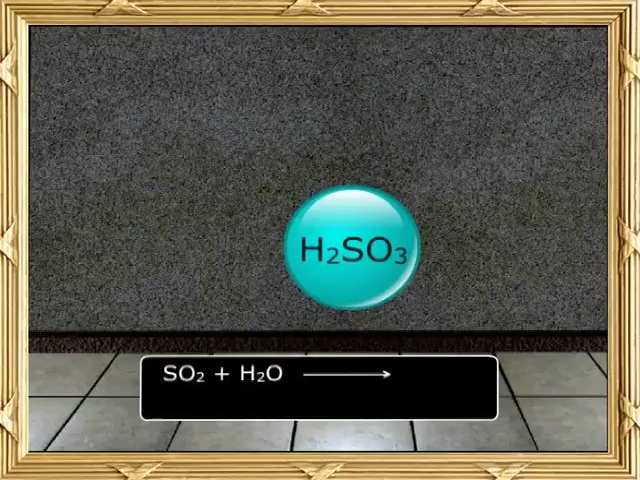 H₂SO₃
SO₂ + H₂O ⟶